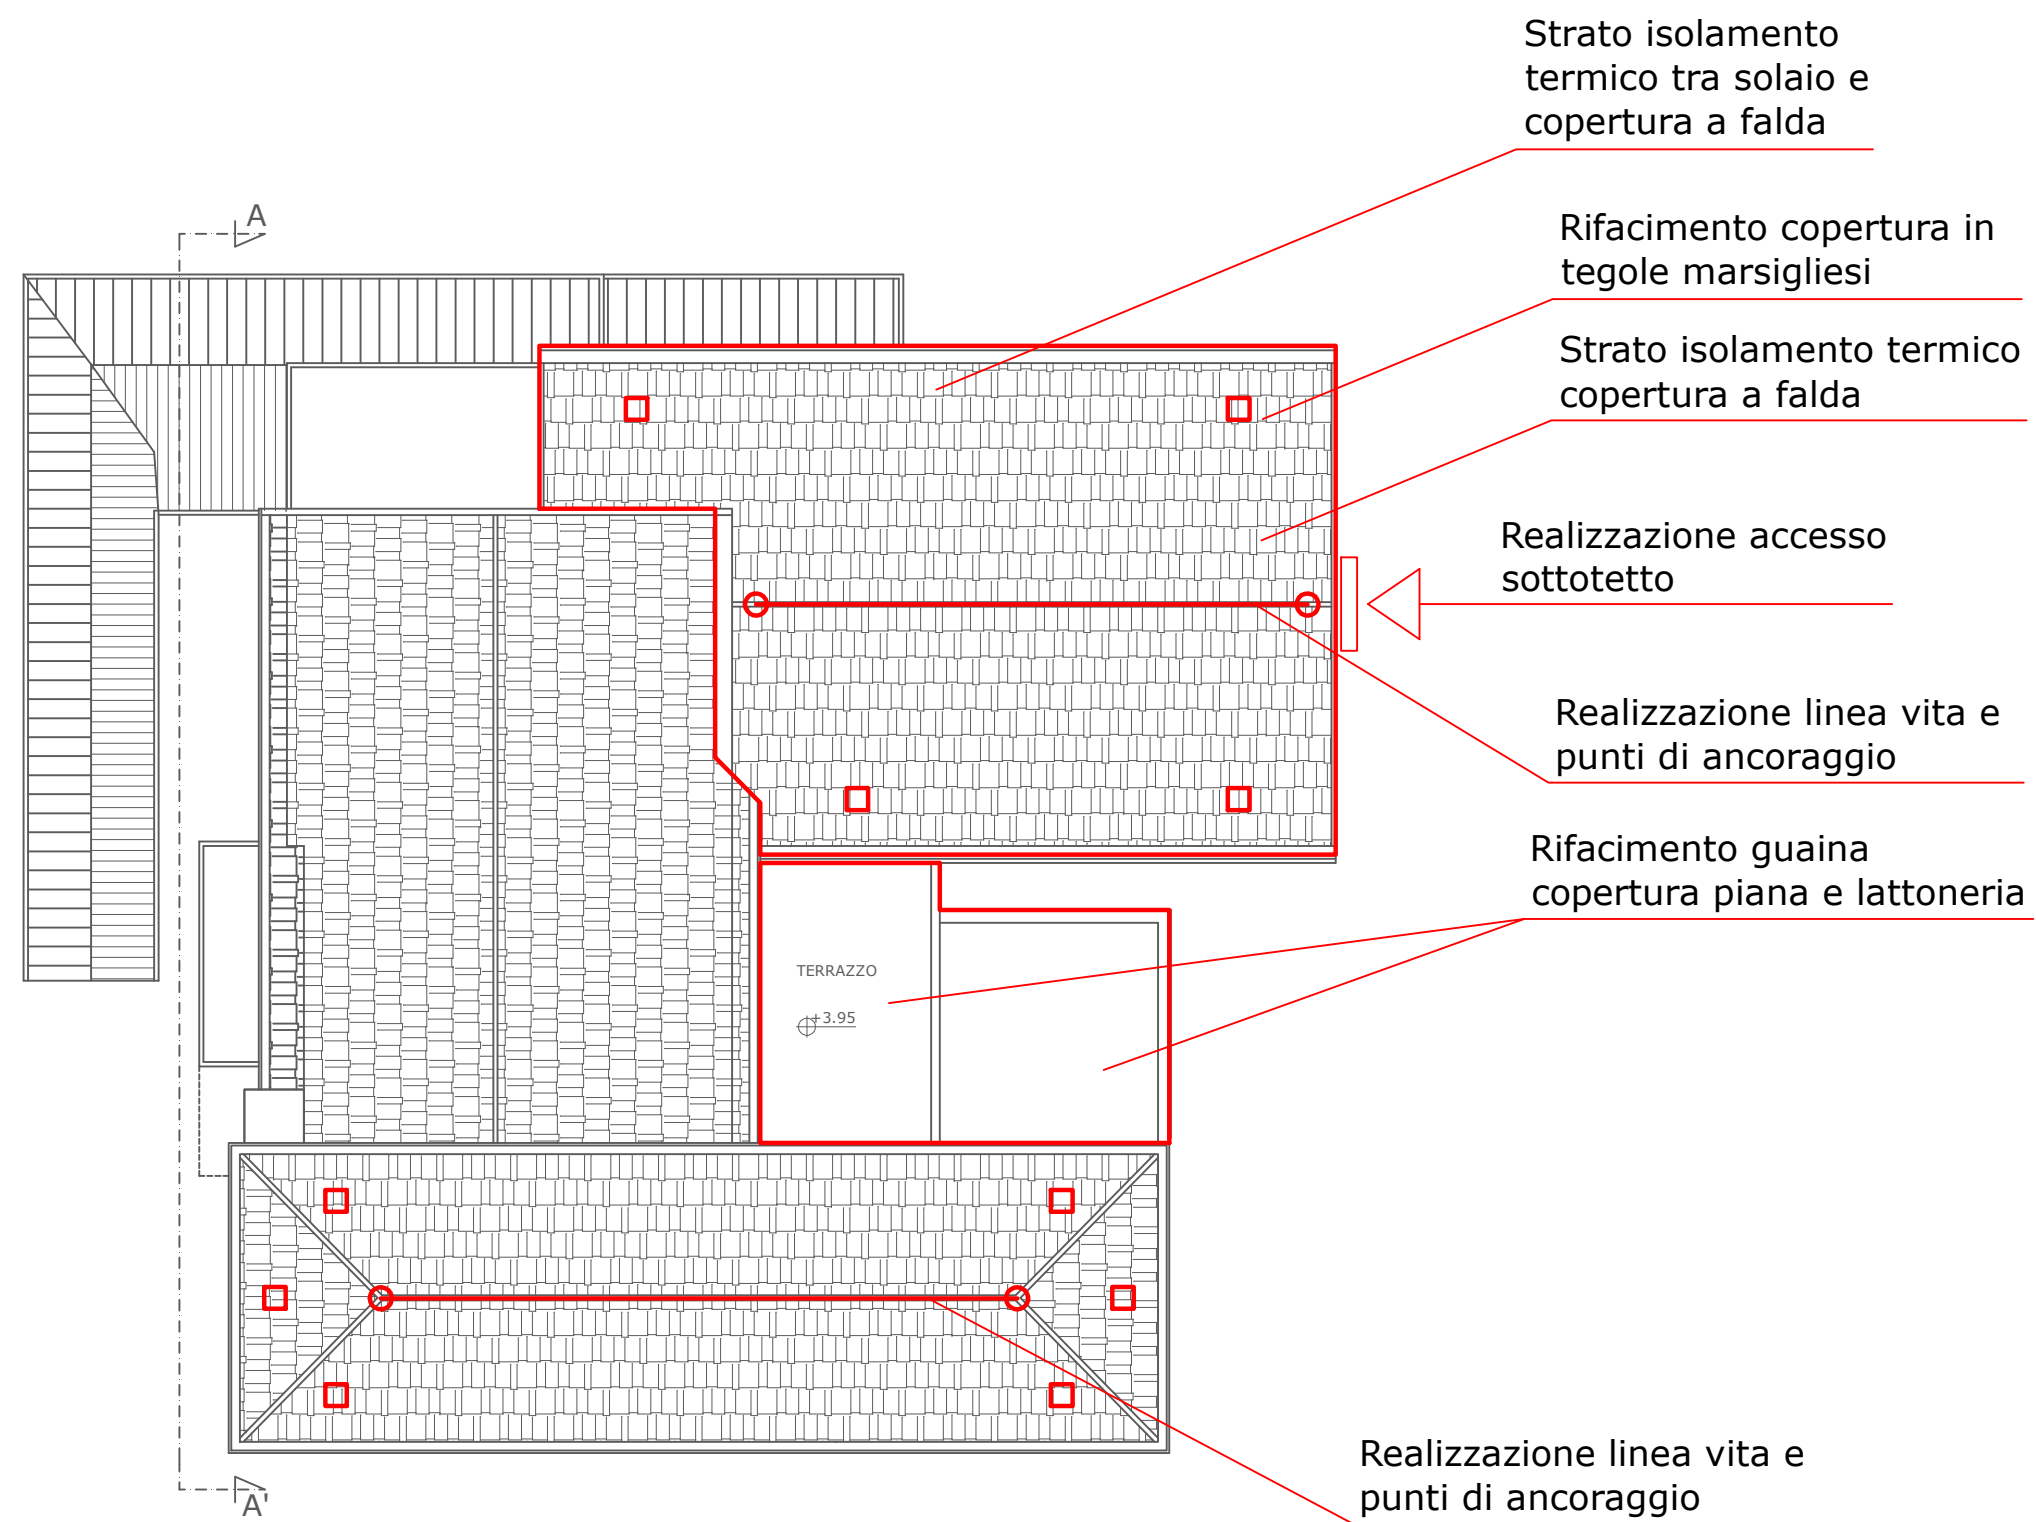 Strato isolamento
termico tra solaio e
copertura a falda
A
Rifacimento copertura in
tegole marsigliesi
Strato isolamento termico
copertura a falda
Realizzazione accesso
sottotetto
Realizzazione linea vita e
punti di ancoraggio
Rifacimento guaina
copertura piana e lattoneria
TERRAZZO
+3.95
Realizzazione linea vita e
punti di ancoraggio
A'